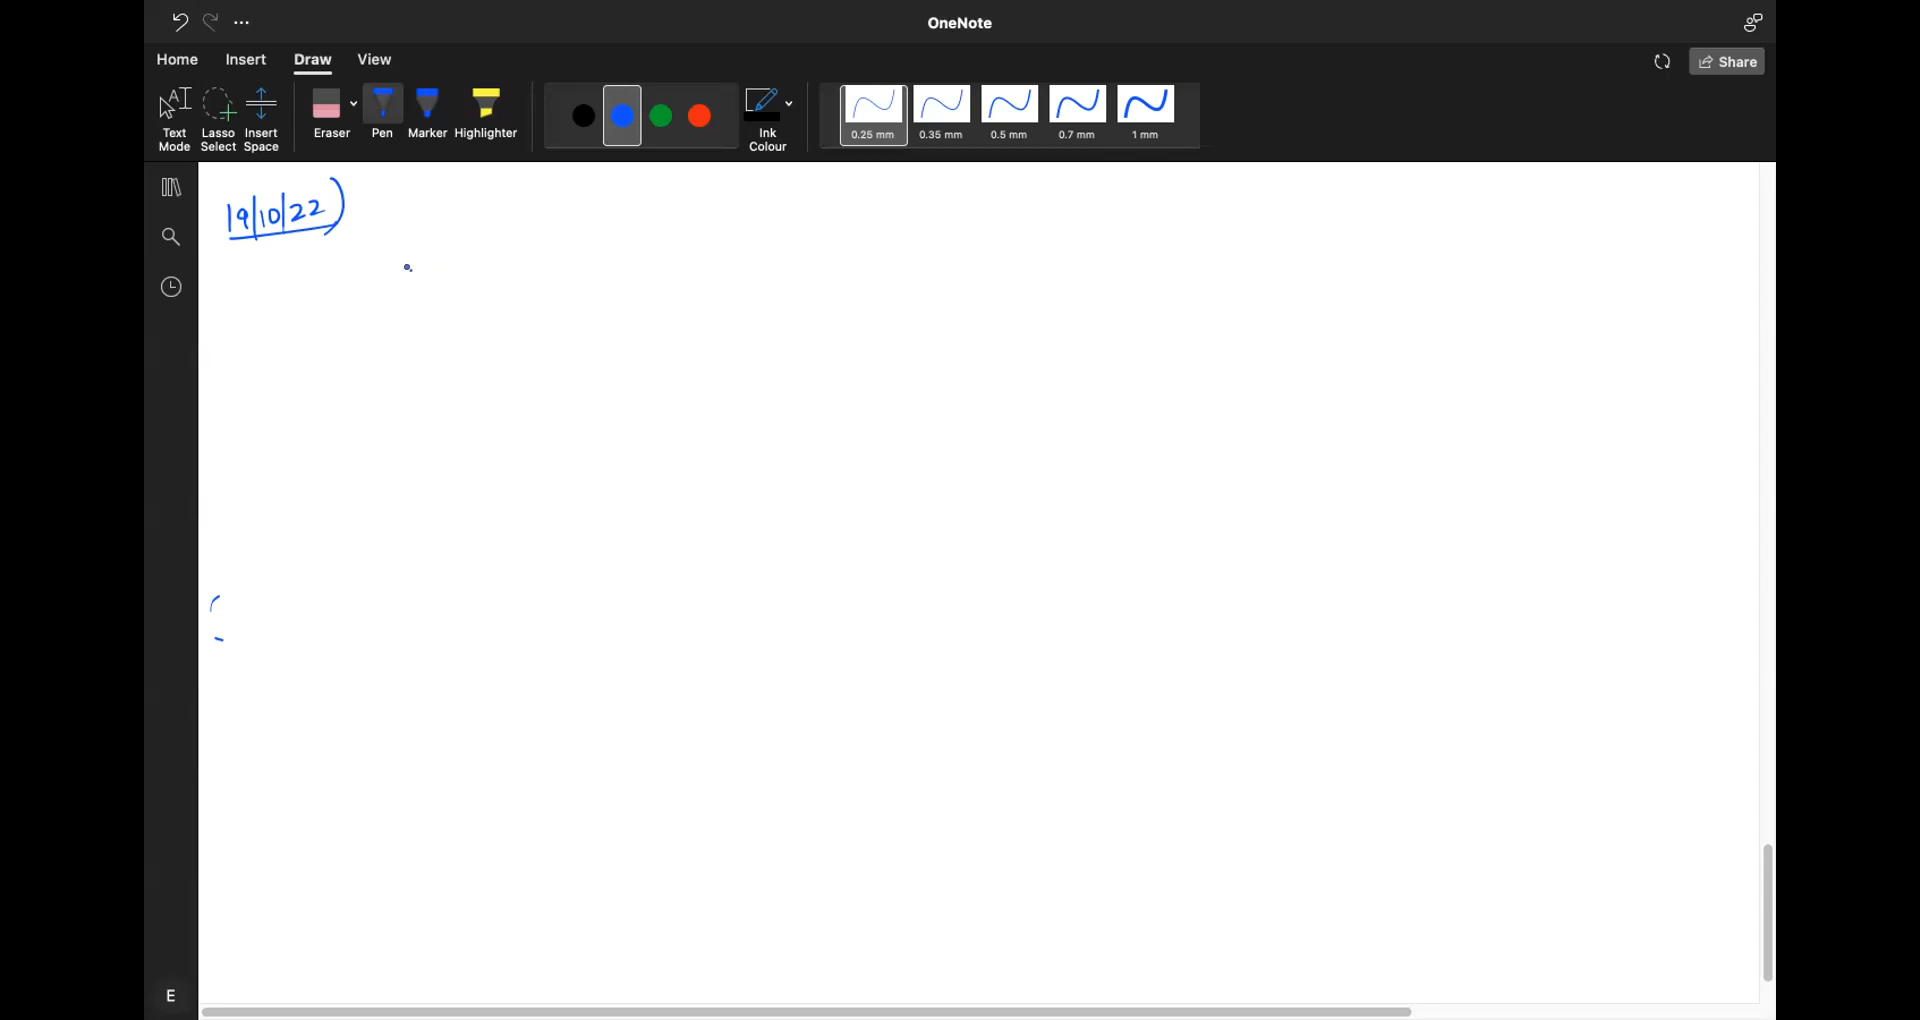 OneNote
Home Insert Draw View
Share
Text Mode Lasso Select Insert Space Eraser Pen Marker Highlighter Ink Colour 0.25 mm 0.35 mm 0.5 mm 0.7 mm 1 mm
19/10/22)
E